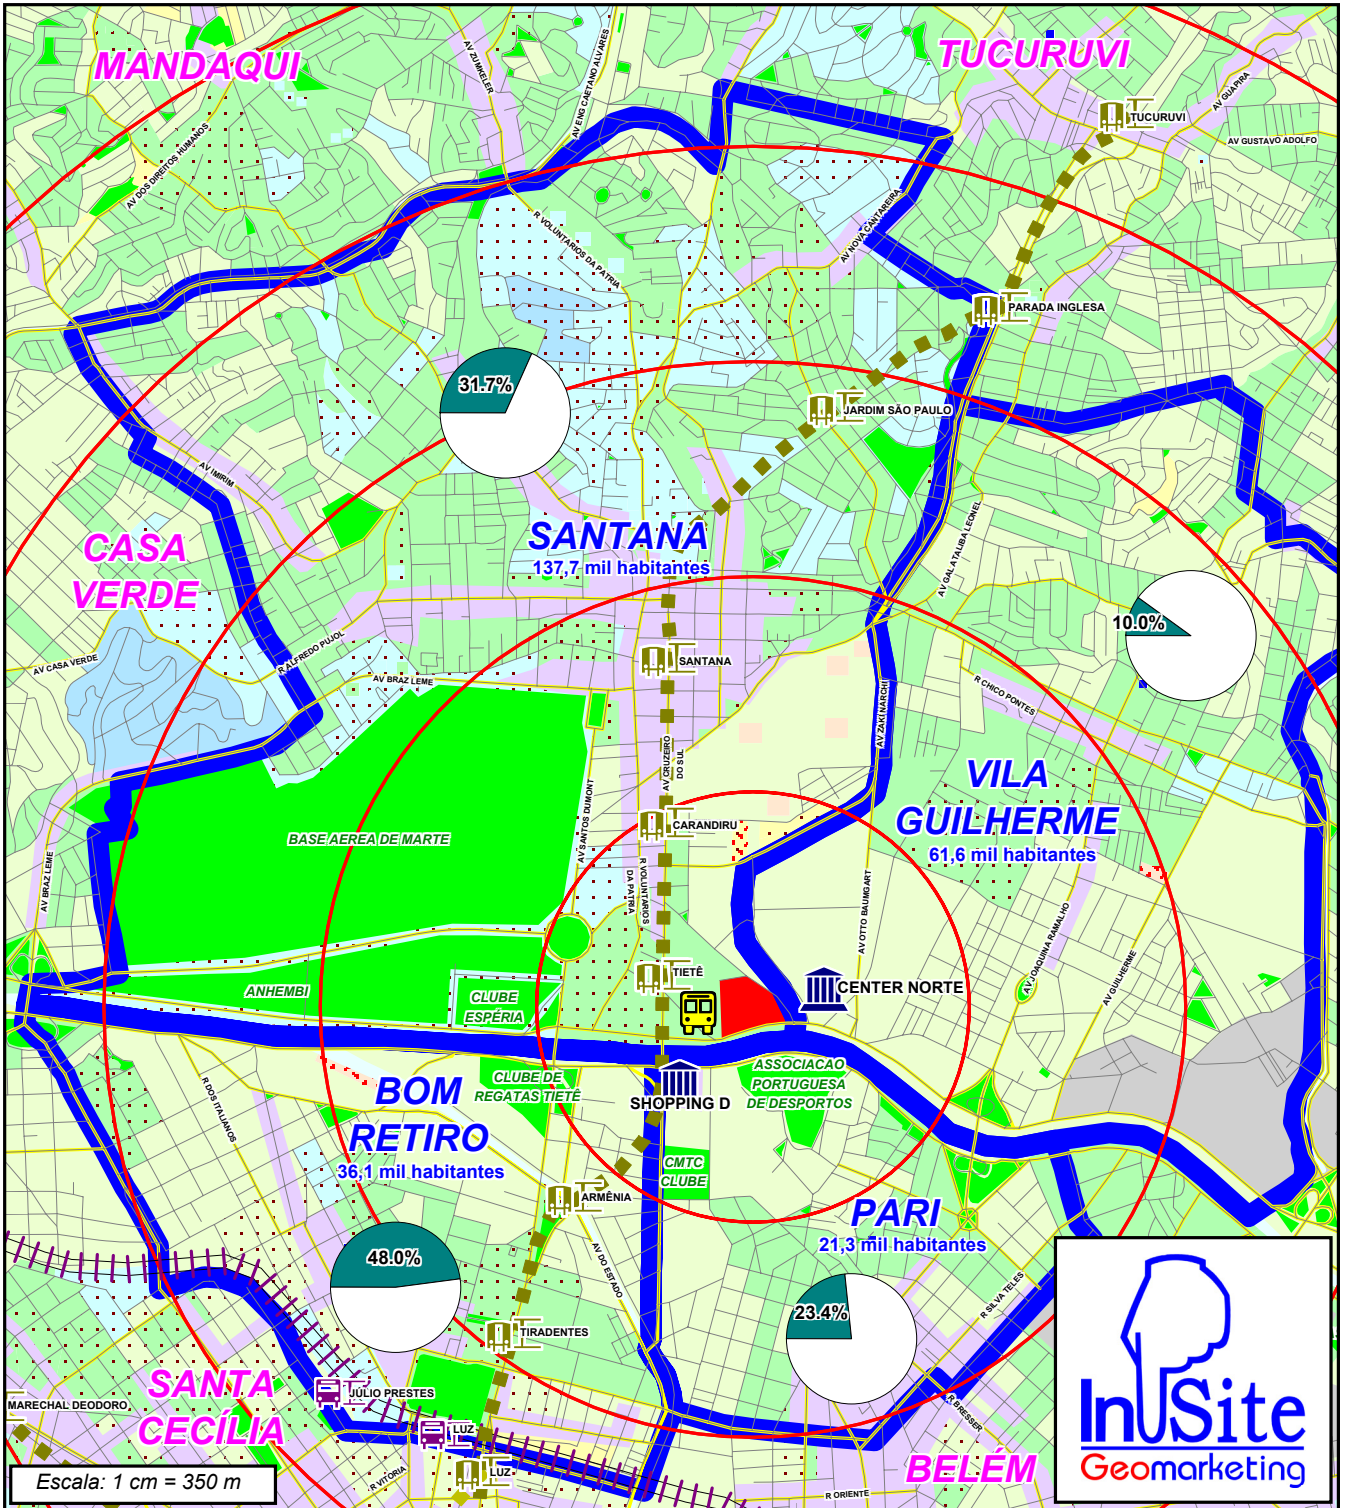 MANDAQUI
TUCURUVI
AV ZUMKELER
AV ENG CAETANO ALVARES
AV GUAPIRA
TUCURUVI
AV GUSTAVO ADOLFO
AV DOS DIREITOS HUMANOS
R VOLUNTARIOS DA PATRIA
AV NOVA CANTAREIRA
PARADA INGLESA
31.7%
JARDIM SÃO PAULO
AV IMIRIM
SANTANA
137,7 mil habitantes
AV GAL ATALIBA LEONEL
CASA
VERDE
10.0%
R ALFREDO PUJOL
AV CASA VERDE
AV BRAZ LEME
SANTANA
R CHICO PONTES
AV ZAKI NARCHI
AV CRUZEIRO
DO SUL
VILA
GUILHERME
61,6 mil habitantes
AV SANTOS DUMONT
CARANDIRU
BASE AEREA DE MARTE
AV BRAZ LEME
R VOLUNTARIOS
DA PATRIA
AV OTTO BAUMGART
AV JOAQUINA RAMALHO
AV GUILHERME
TIETÊ
CENTER NORTE
ANHEMBI
CLUBE
ESPÉRIA
CLUBE DE
REGATAS TIETÊ
SHOPPING D
ASSOCIACAO
PORTUGUESA
DE DESPORTOS
R DOS ITALIANOS
BOM
RETIRO
36,1 mil habitantes
CMTC
CLUBE
ARMÊNIA
PARI
21,3 mil habitantes
AV DO ESTADO
48.0%
23.4%
R SILVA TELES
TIRADENTES
SANTA
CECÍLIA
JÚLIO PRESTES
MARECHAL DEODORO
LUZ
LUZ
R VITORIA
R BRESSER
BELÉM
R ORIENTE
Escala: 1 cm = 350 m
InSite
Geomarketing